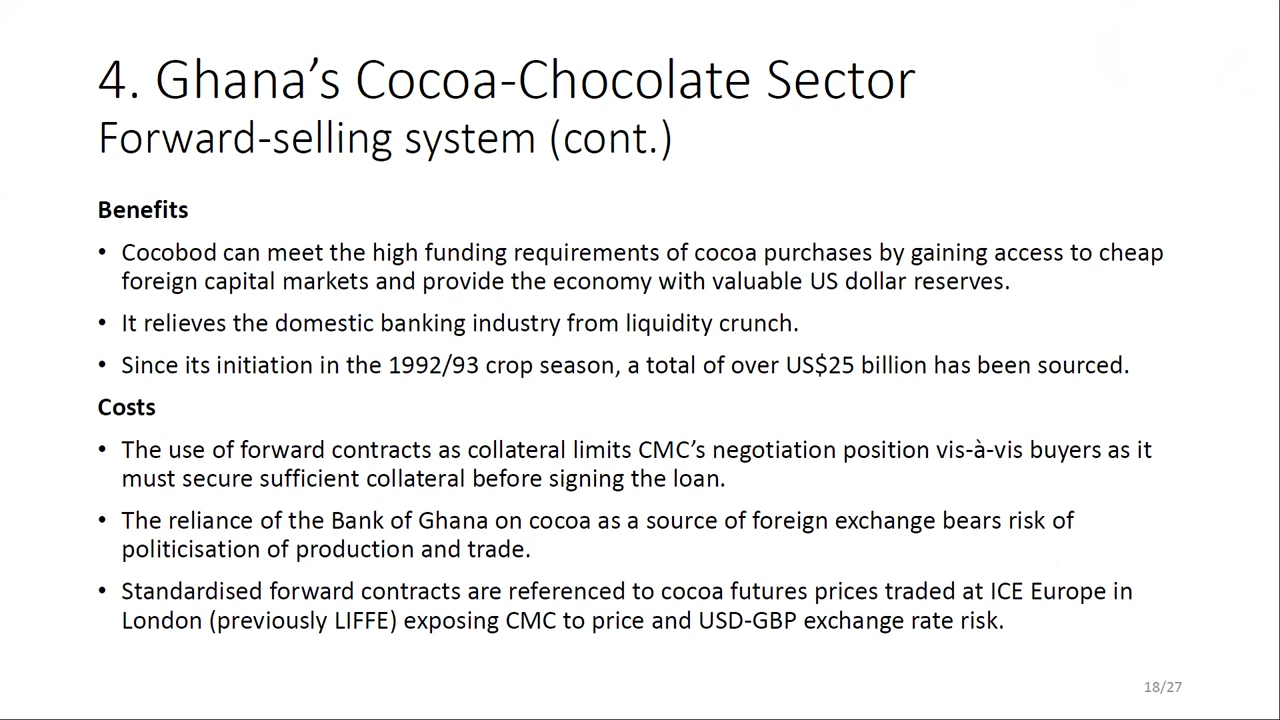 4. Ghana’s Cocoa-Chocolate Sector
Forward-selling system (cont.)
Benefits
• Cocobod can meet the high funding requirements of cocoa purchases by gaining access to cheap
foreign capital markets and provide the economy with valuable US dollar reserves.
• It relieves the domestic banking industry from liquidity crunch.
• Since its initiation in the 1992/93 crop season, a total of over US$25 billion has been sourced.
Costs
• The use of forward contracts as collateral limits CMC’s negotiation position vis-à-vis buyers as it
must secure sufficient collateral before signing the loan.
• The reliance of the Bank of Ghana on cocoa as a source of foreign exchange bears risk of
politicisation of production and trade.
• Standardised forward contracts are referenced to cocoa futures prices traded at ICE Europe in
London (previously LIFFE) exposing CMC to price and USD-GBP exchange rate risk.
18/27